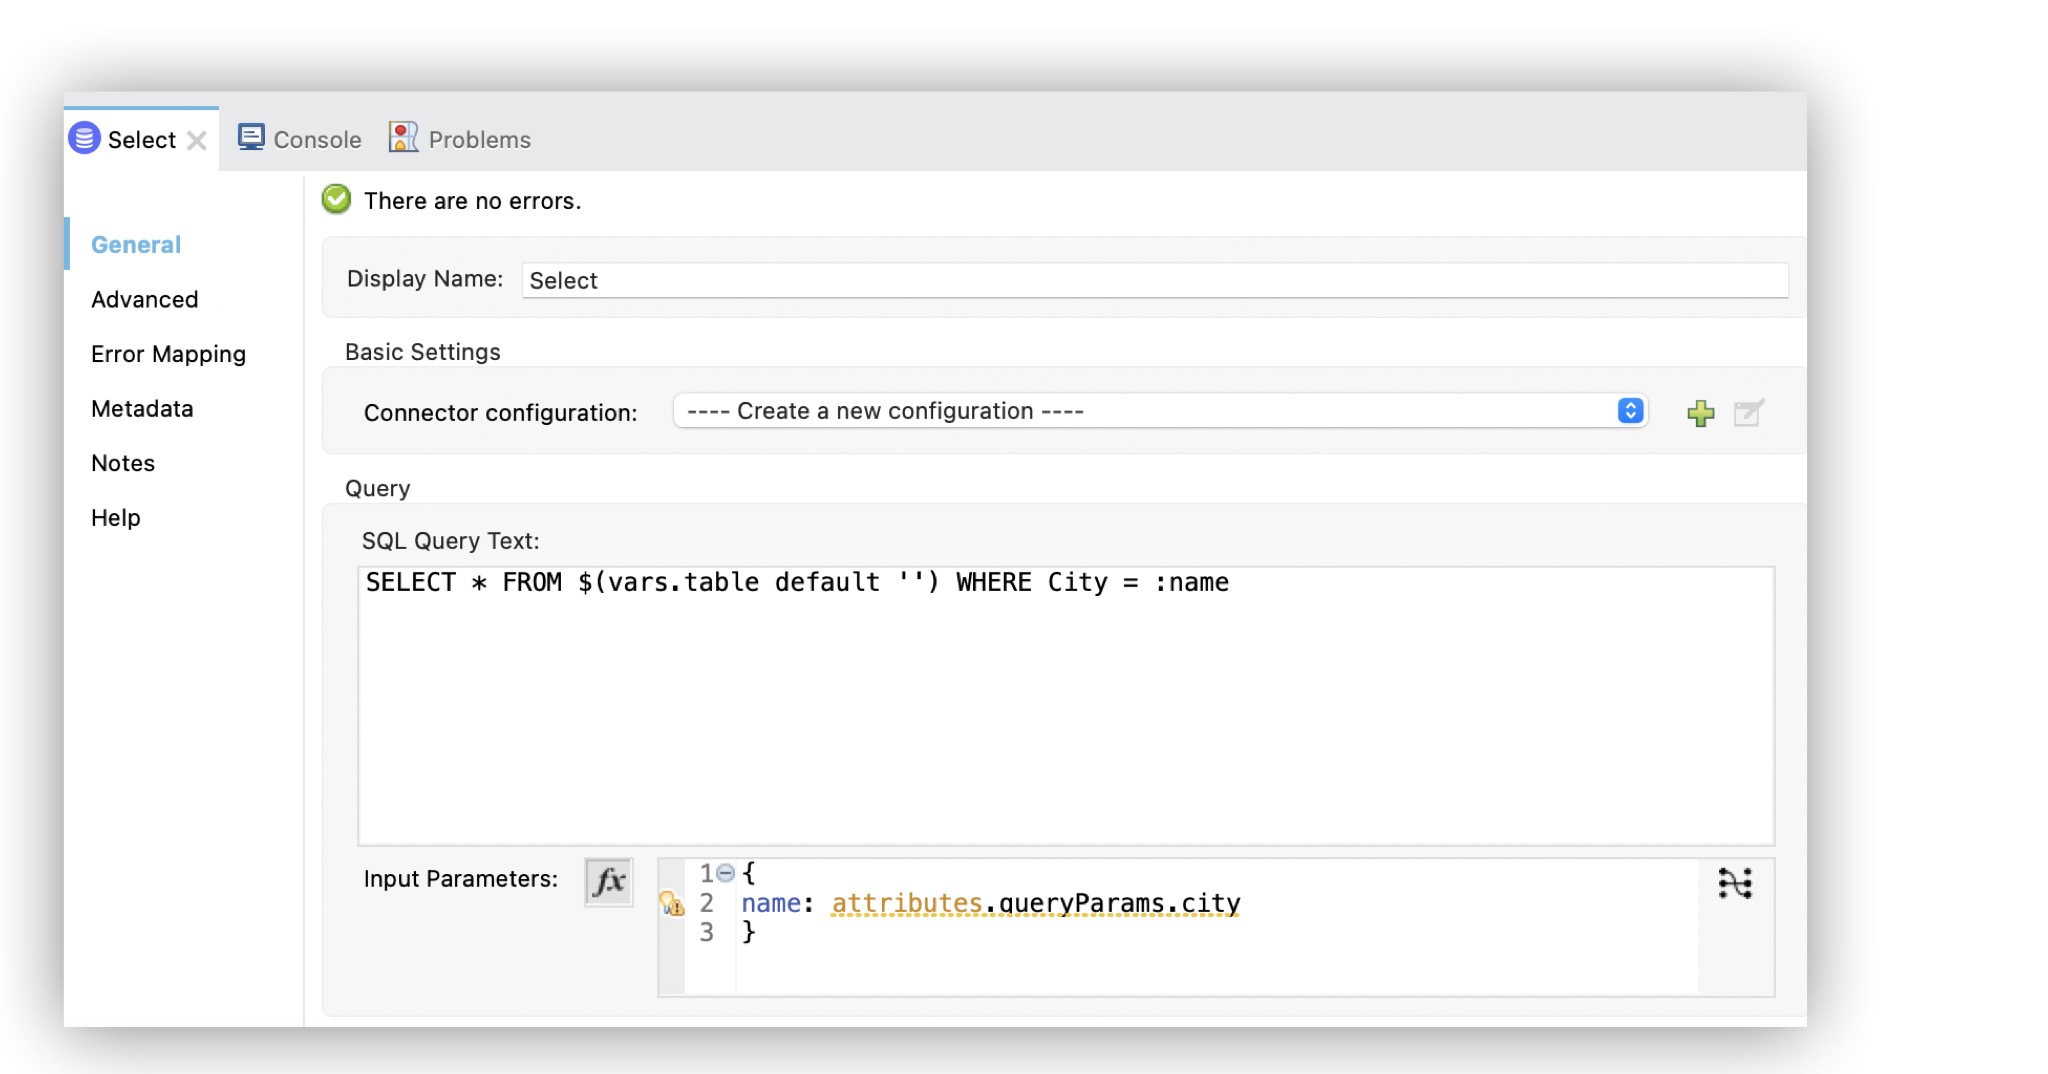 Select Console Problems
There are no errors.
General
Advanced
Error Mapping
Metadata
Notes
Help
Display Name: Select
Basic Settings
Connector configuration: ---- Create a new configuration ----
Query
SQL Query Text:
SELECT * FROM $(vars.table default '') WHERE City = :name
Input Parameters: fx
1 {
2 name: attributes.queryParams.city
3 }